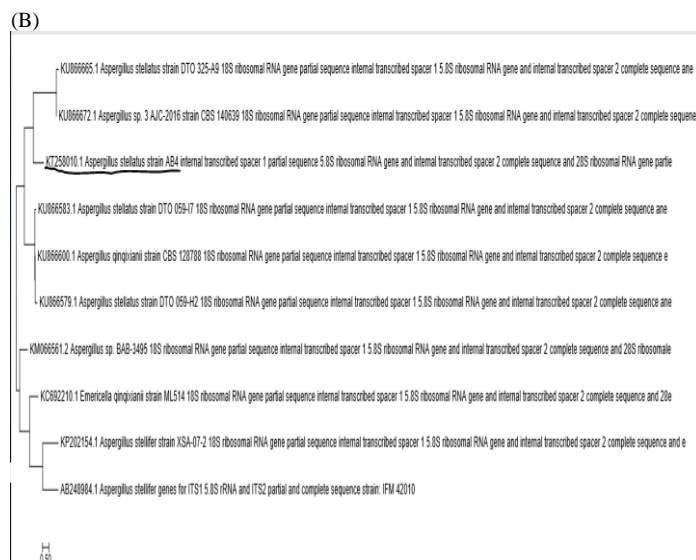 (B)
KU866665.1 Aspergillus stellatus strain DTO 325-A9 18S ribosomal RNA gene partial sequence internal transcribed spacer 1 5.8S ribosomal RNA gene and internal transcribed spacer 2 complete sequence ane
KU866672.1 Aspergillus sp. 3 AJC-2016 strain CBS 140639 18S ribosomal RNA gene partial sequence internal transcribed spacer 1 5.8S ribosomal RNA gene and internal transcribed spacer 2 complete sequene
KT258010.1 Aspergillus stellatus strain AB4 internal transcribed spacer 1 partial sequence 5.8S ribosomal RNA gene and internal transcribed spacer 2 complete sequence and 28S ribosomal RNA gene partie
KU866583.1 Aspergillus stellatus strain DTO 059-I7 18S ribosomal RNA gene partial sequence internal transcribed spacer 1 5.8S ribosomal RNA gene and internal transcribed spacer 2 complete sequence ane
KU866600.1 Aspergillus qinqixianii strain CBS 128788 18S ribosomal RNA gene partial sequence internal transcribed spacer 1 5.8S ribosomal RNA gene and internal transcribed spacer 2 complete sequence e
KU866579.1 Aspergillus stellatus strain DTO 059-H2 18S ribosomal RNA gene partial sequence internal transcribed spacer 1 5.8S ribosomal RNA gene and internal transcribed spacer 2 complete sequence ane
KM066561.2 Aspergillus sp. BAB-3495 18S ribosomal RNA gene partial sequence internal transcribed spacer 1 5.8S ribosomal RNA gene and internal transcribed spacer 2 complete sequence and 28S ribosomale
KC692210.1 Emericella qinqixianii strain ML514 18S ribosomal RNA gene partial sequence internal transcribed spacer 1 5.8S ribosomal RNA gene and internal transcribed spacer 2 complete sequence and 28e
KP202154.1 Aspergillus stellifer strain XSA-07-2 18S ribosomal RNA gene partial sequence internal transcribed spacer 1 5.8S ribosomal RNA gene and internal transcribed spacer 2 complete sequence and e
AB248984.1 Aspergillus stellifer genes for ITS1 5.8S rRNA and ITS2 partial and complete sequence strain: IFM 42010
0.50